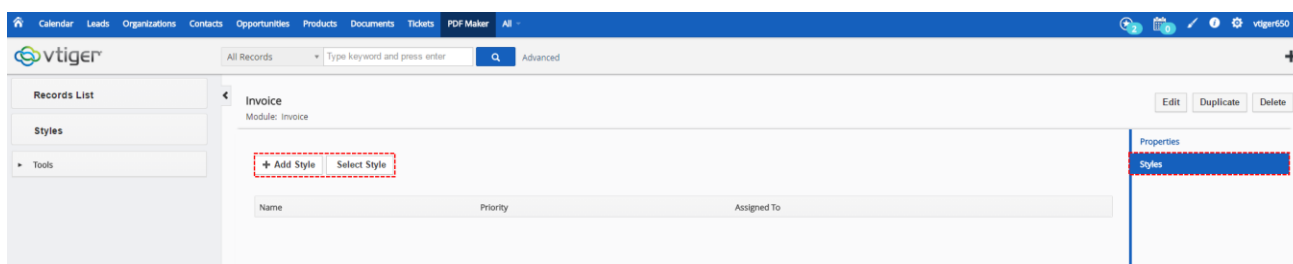 Calendar Leads Organizations Contacts Opportunities Products Documents Tickets PDF Maker All 2 0 vtiger650
vtiger All Records Type keyword and press enter Advanced
Records List
Invoice
Edit Duplicate Delete
Module: Invoice
Styles
Properties
Tools
+ Add Style Select Style
Styles
Name Priority Assigned To